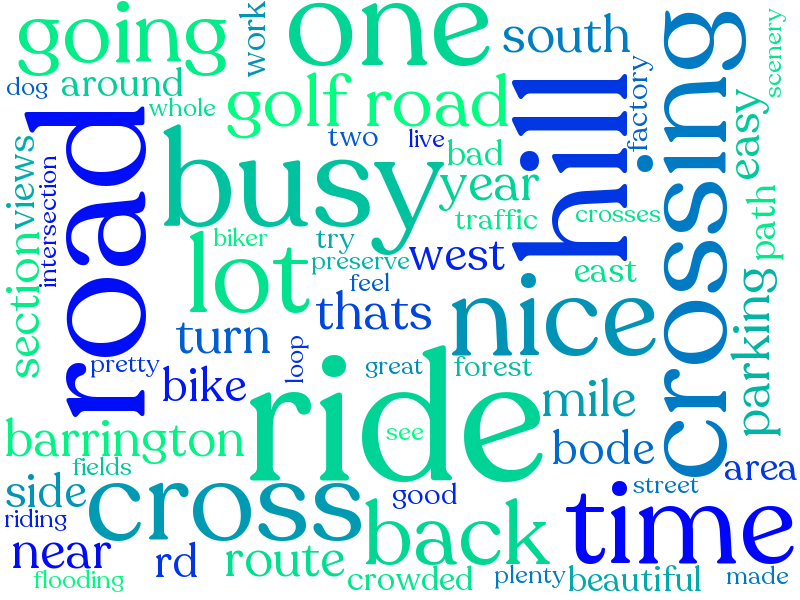 going
work
one
south
crossing
scenery
dog
around
whole
golf road
hill
factory
easy
road
views
intersection
busy
two
live
bad
year
traffic
crosses
path
section
biker
lot
try
preserve
west
feel
east
thats
nice
parking
turn
pretty
bike
loop
great
forest
ride
mile
barrington
see
bode
area
fields
side
cross
good
street
time
riding
near
rd
route
back
flooding
crowded
plenty
beautiful
made